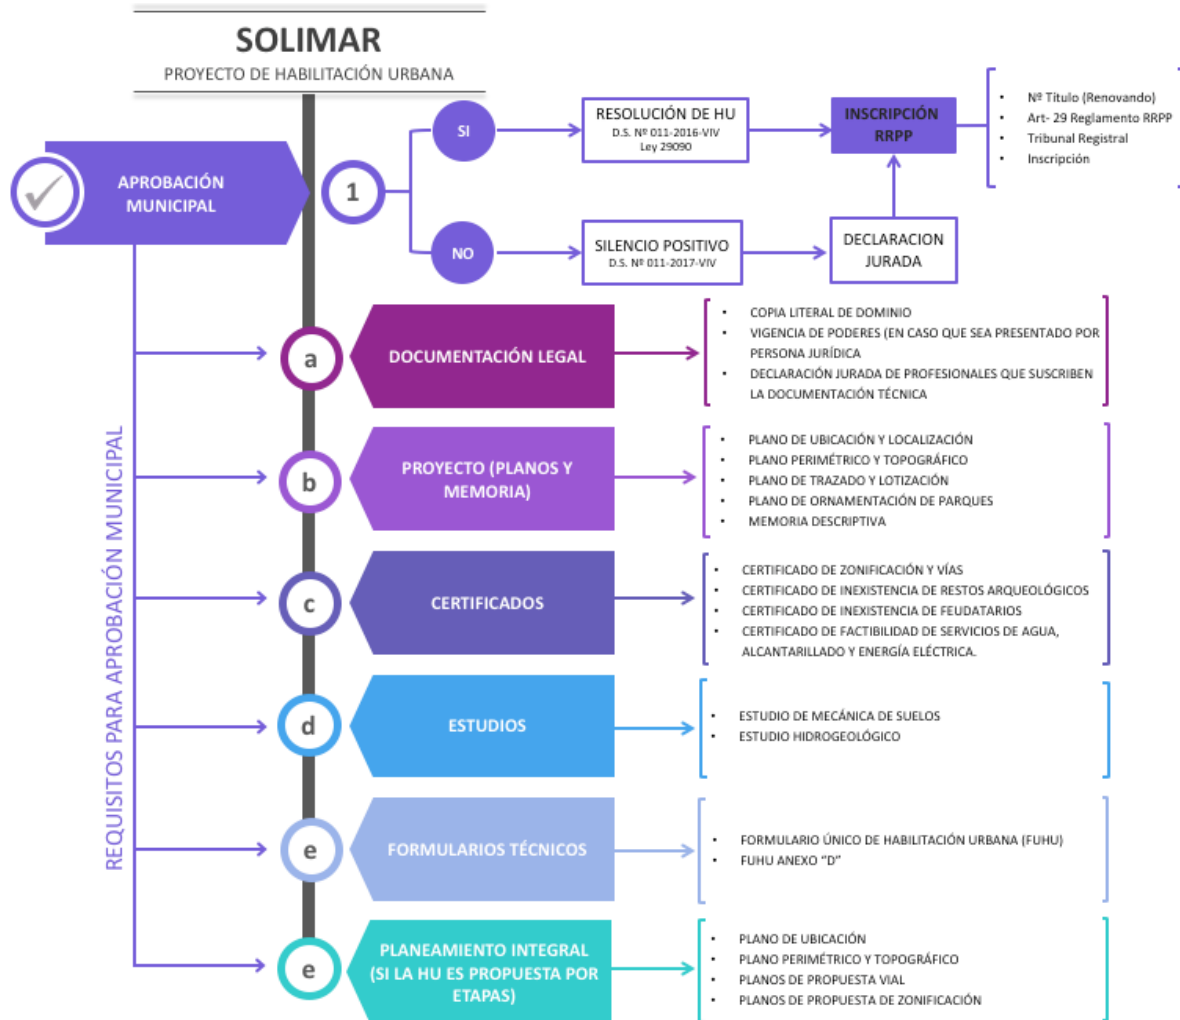 SOLIMAR
PROYECTO DE HABILITACIÓN URBANA
APROBACIÓN
MUNICIPAL
1
SI
RESOLUCIÓN DE HU
D.S. Nº 011-2016-VIV
Ley 29090
INSCRIPCIÓN
RRPP
• Nº Título (Renovando)
• Art- 29 Reglamento RRPP
• Tribunal Registral
• Inscripción
NO
SILENCIO POSITIVO
D.S. Nº 011-2017-VIV
DECLARACION
JURADA
REQUISITOS PARA APROBACIÓN MUNICIPAL
a
DOCUMENTACIÓN LEGAL
• COPIA LITERAL DE DOMINIO
• VIGENCIA DE PODERES (EN CASO QUE SEA PRESENTADO POR
PERSONA JURÍDICA
• DECLARACIÓN JURADA DE PROFESIONALES QUE SUSCRIBEN
LA DOCUMENTACIÓN TÉCNICA
b
PROYECTO (PLANOS Y
MEMORIA)
• PLANO DE UBICACIÓN Y LOCALIZACIÓN
• PLANO PERIMÉTRICO Y TOPOGRÁFICO
• PLANO DE TRAZADO Y LOTIZACIÓN
• PLANO DE ORNAMENTACIÓN DE PARQUES
• MEMORIA DESCRIPTIVA
c
CERTIFICADOS
• CERTIFICADO DE ZONIFICACIÓN Y VÍAS
• CERTIFICADO DE INEXISTENCIA DE RESTOS ARQUEOLÓGICOS
• CERTIFICADO DE INEXISTENCIA DE FEUDATARIOS
• CERTIFICADO DE FACTIBILIDAD DE SERVICIOS DE AGUA,
ALCANTARILLADO Y ENERGÍA ELÉCTRICA.
d
ESTUDIOS
• ESTUDIO DE MECÁNICA DE SUELOS
• ESTUDIO HIDROGEOLÓGICO
e
FORMULARIOS TÉCNICOS
• FORMULARIO ÚNICO DE HABILITACIÓN URBANA (FUHU)
• FUHU ANEXO “D”
e
PLANEAMIENTO INTEGRAL
(SI LA HU ES PROPUESTA POR
ETAPAS)
• PLANO DE UBICACIÓN
• PLANO PERIMÉTRICO Y TOPOGRÁFICO
• PLANOS DE PROPUESTA VIAL
• PLANOS DE PROPUESTA DE ZONIFICACIÓN